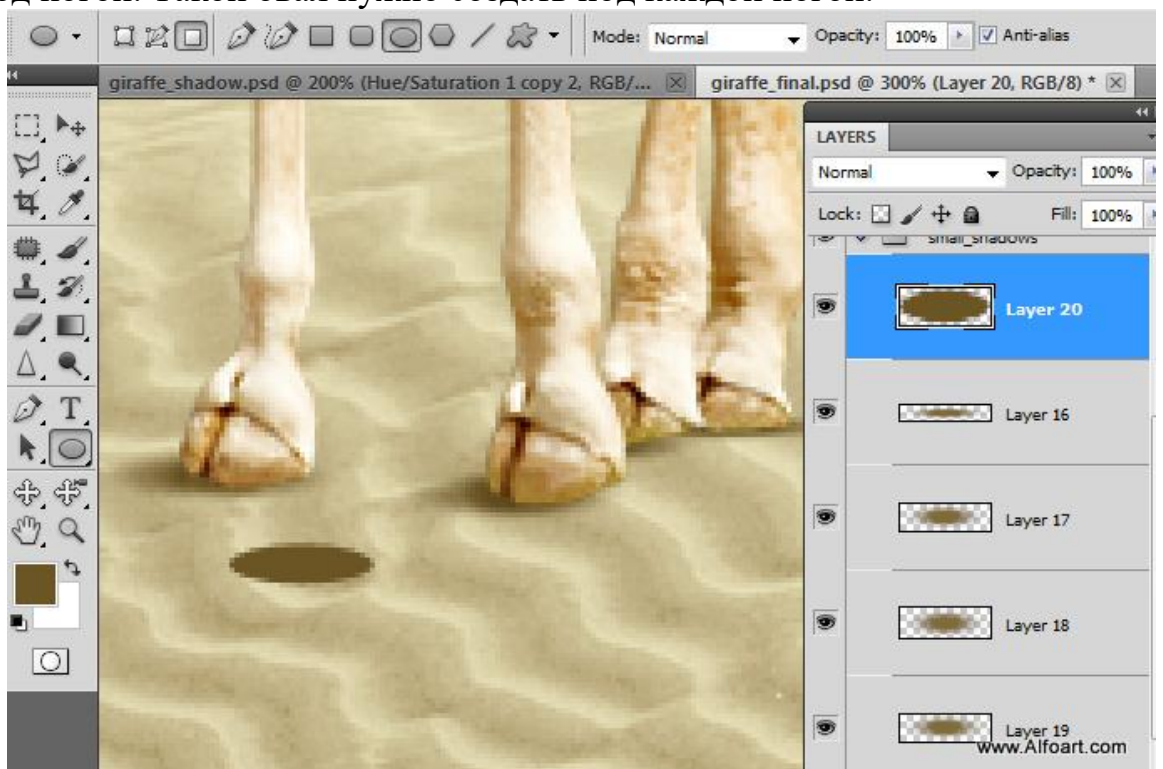 Mode: Normal Opacity: 100% Anti-alias
giraffe_shadow.psd @ 200% (Hue/Saturation 1 copy 2, RGB/...
giraffe_final.psd @ 300% (Layer 20, RGB/8) *
LAYERS
Normal Opacity: 100%
Lock: Fill: 100%
small_shadows
Layer 20
Layer 16
Layer 17
Layer 18
Layer 19
www.Alfoart.com